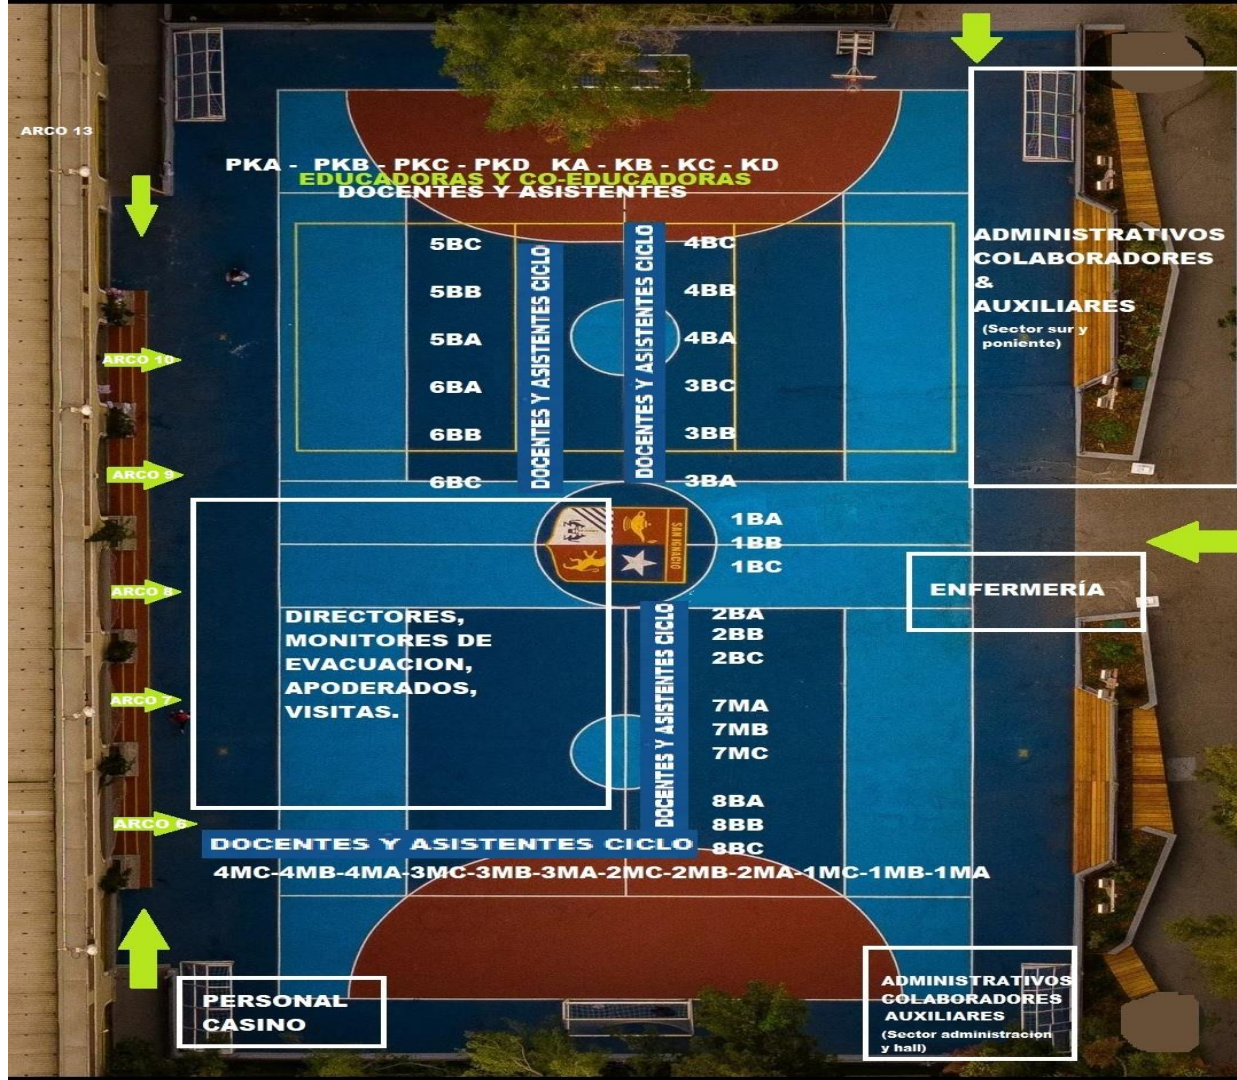 ARCO 13
PKA - PKB - PKC - PKD KA - KB - KC - KD
EDUCADORAS Y CO-EDUCADORAS
DOCENTES Y ASISTENTES
5BC
5BB
5BA
6BA
6BB
6BC
DOCENTES Y ASISTENTES CICLO
DOCENTES Y ASISTENTES CICLO
4BC
4BB
4BA
3BC
3BB
3BA
ADMINISTRATIVOS
COLABORADORES
&
AUXILIARES
(Sector sur y
poniente)
ARCO 10
ARCO 9
ARCO 8
ARCO 7
ARCO 6
SAN IGNACIO
1BA
1BB
1BC
ENFERMERÍA
DIRECTORES,
MONITORES DE
EVACUACION,
APODERADOS,
VISITAS.
DOCENTES Y ASISTENTES CICLO
2BA
2BB
2BC
7MA
7MB
7MC
8BA
8BB
8BC
DOCENTES Y ASISTENTES CICLO
4MC-4MB-4MA-3MC-3MB-3MA-2MC-2MB-2MA-1MC-1MB-1MA
PERSONAL
CASINO
ADMINISTRATIVOS
COLABORADORES
AUXILIARES
(Sector administracion
y hall)